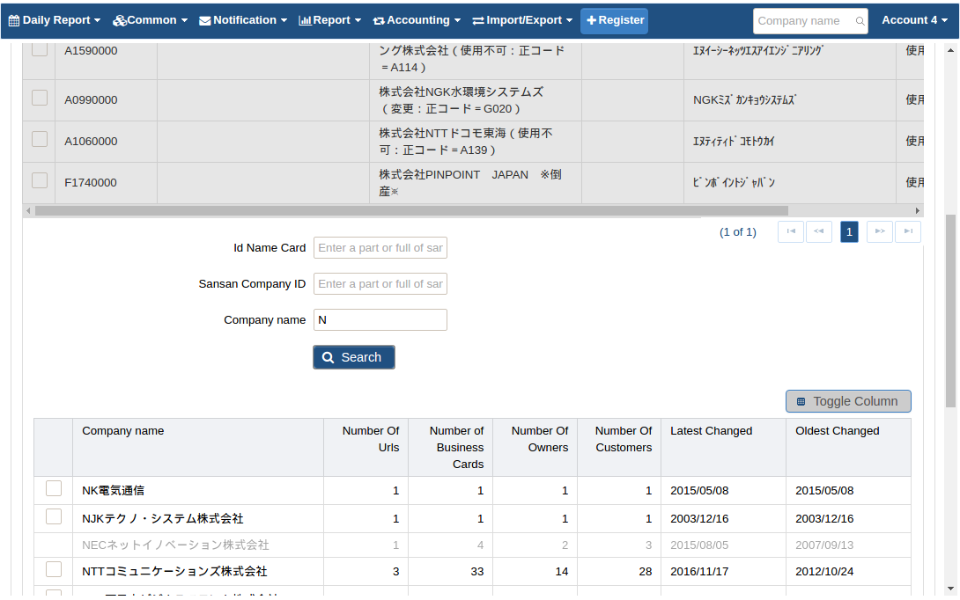 Daily Report Common Notification Report Accounting Import/Export Register Company name Account 4
A1590000 ング株式会社（使用不可：正コード ｴﾇｲｰｼｰﾈｯﾂｴｽｱｲｴﾝｼﾞﾆｱﾘﾝｸﾞ 使用
=A114）
A0990000 株式会社NGK水環境システムズ NGKﾐｽﾞｶﾝｷｮｳｼｽﾃﾑｽﾞ 使用
（変更：正コード=G020）
A1060000 株式会社NTTドコモ東海（使用不 ｴﾇﾃｨﾃｨﾄﾞｺﾓﾄｳｶｲ 使用
可：正コード=A139）
F1740000 株式会社PINPOINT　JAPAN　※倒 ﾋﾟﾝﾎﾟｲﾝﾄｼﾞｬﾊﾟﾝ 使用
産※
(1 of 1) 1
Id Name Card Enter a part or full of sar
Sansan Company ID Enter a part or full of sar
Company name N
Search
Toggle Column
Company name Number Of Urls Number of Business Cards Number Of Owners Number Of Customers Latest Changed Oldest Changed
NK電気通信 1 1 1 1 2015/05/08 2015/05/08
NJKテクノ・システム株式会社 1 1 1 1 2003/12/16 2003/12/16
NECネットイノベーション株式会社 1 4 2 3 2015/08/05 2007/09/13
NTTコミュニケーションズ株式会社 3 33 14 28 2016/11/17 2012/10/24